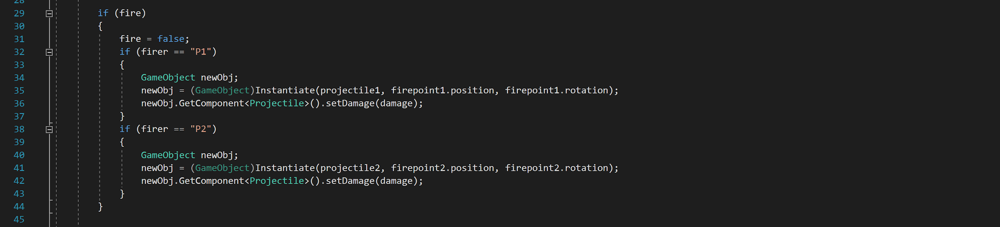 28
29 if (fire)
30 {
31 fire = false;
32 if (firer == "P1")
33 {
34 GameObject newObj;
35 newObj = (GameObject)Instantiate(projectile1, firepoint1.position, firepoint1.rotation);
36 newObj.GetComponent<Projectile>().setDamage(damage);
37 }
38 if (firer == "P2")
39 {
40 GameObject newObj;
41 newObj = (GameObject)Instantiate(projectile2, firepoint2.position, firepoint2.rotation);
42 newObj.GetComponent<Projectile>().setDamage(damage);
43 }
44 }
45